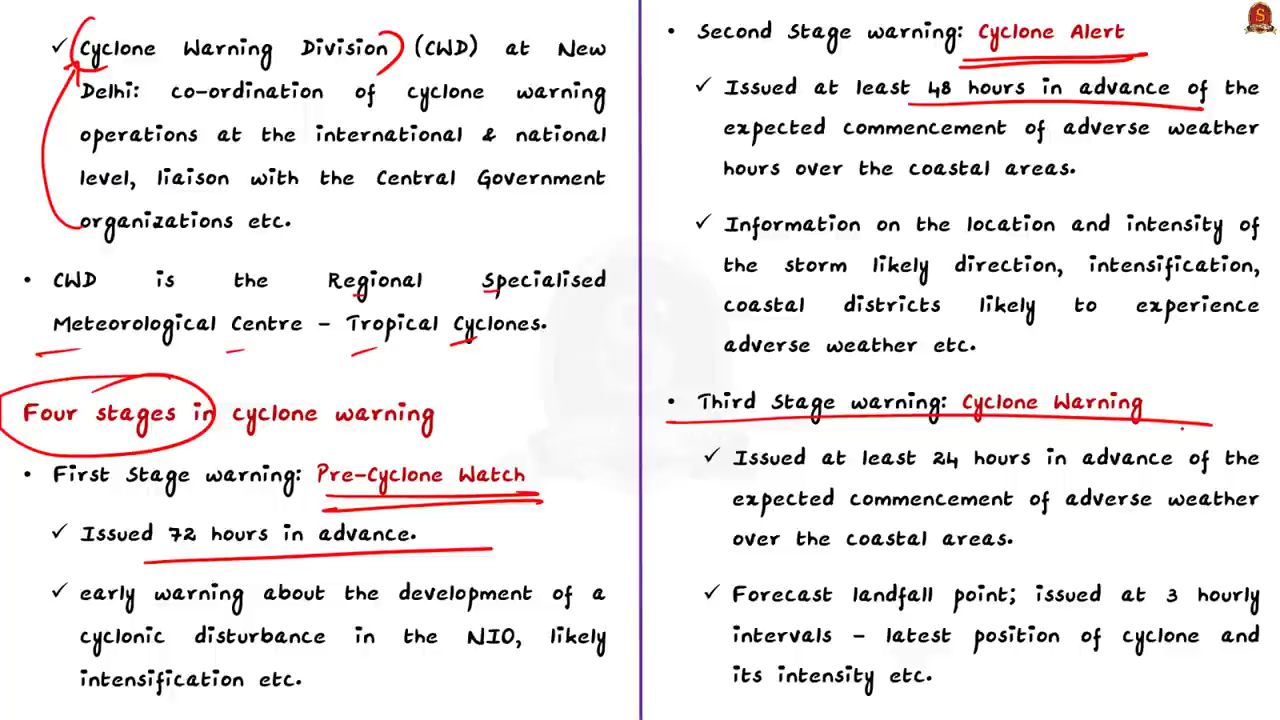 ✓ Cyclone Warning Division (CWD) at New
Delhi: co-ordination of cyclone warning
operations at the international & national
level, liaison with the Central Government
organizations etc.
• CWD is the Regional Specialised
Meteorological Centre – Tropical Cyclones.
Four stages in cyclone warning
• First Stage warning: Pre-Cyclone Watch
✓ Issued 72 hours in advance.
✓ early warning about the development of a
cyclonic disturbance in the NIO, likely
intensification etc.
• Second Stage warning: Cyclone Alert
✓ Issued at least 48 hours in advance of the
expected commencement of adverse weather
hours over the coastal areas.
✓ Information on the location and intensity of
the storm likely direction, intensification,
coastal districts likely to experience
adverse weather etc.
• Third Stage warning: Cyclone Warning
✓ Issued at least 24 hours in advance of the
expected commencement of adverse weather
over the coastal areas.
✓ Forecast landfall point; issued at 3 hourly
intervals – latest position of cyclone and
its intensity etc.